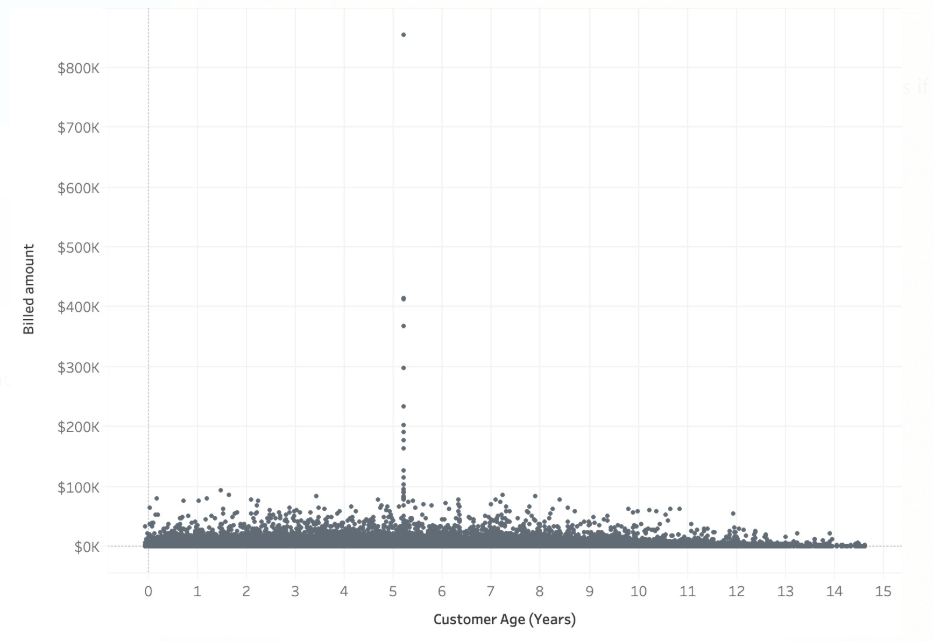 $800K
$700K
$600K
$500K
$400K
$300K
$200K
$100K
$0K
Billed amount
0 1 2 3 4 5 6 7 8 9 10 11 12 13 14 15
Customer Age (Years)